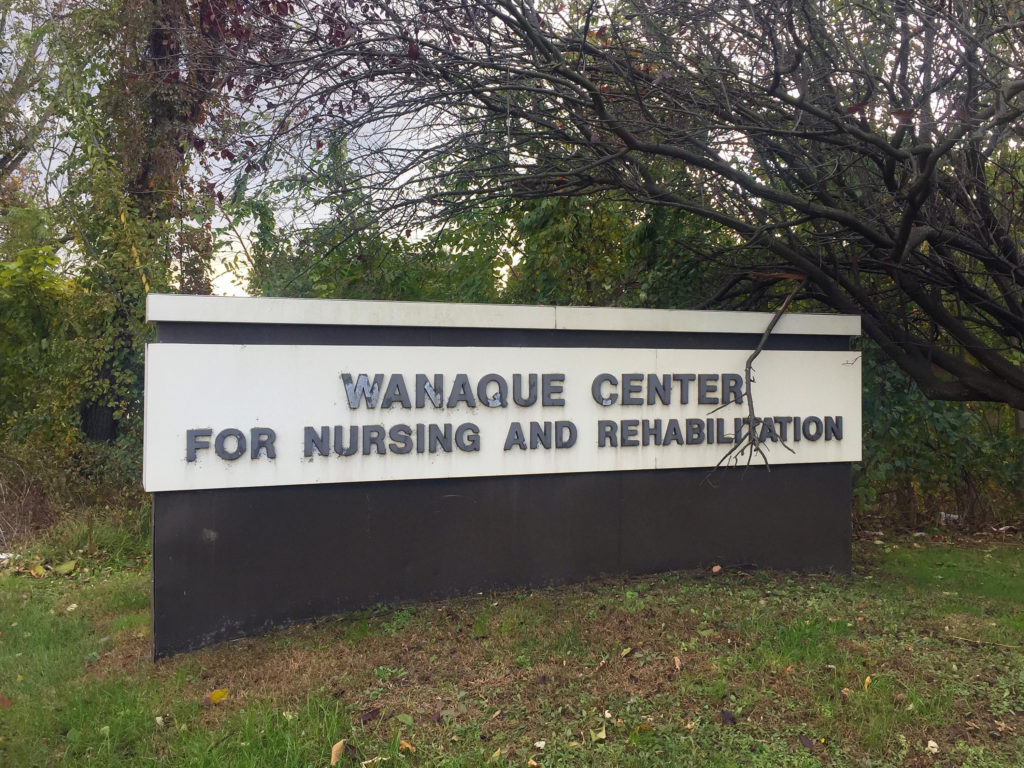 WANAQUE CENTER
FOR NURSING AND REHABILITATION